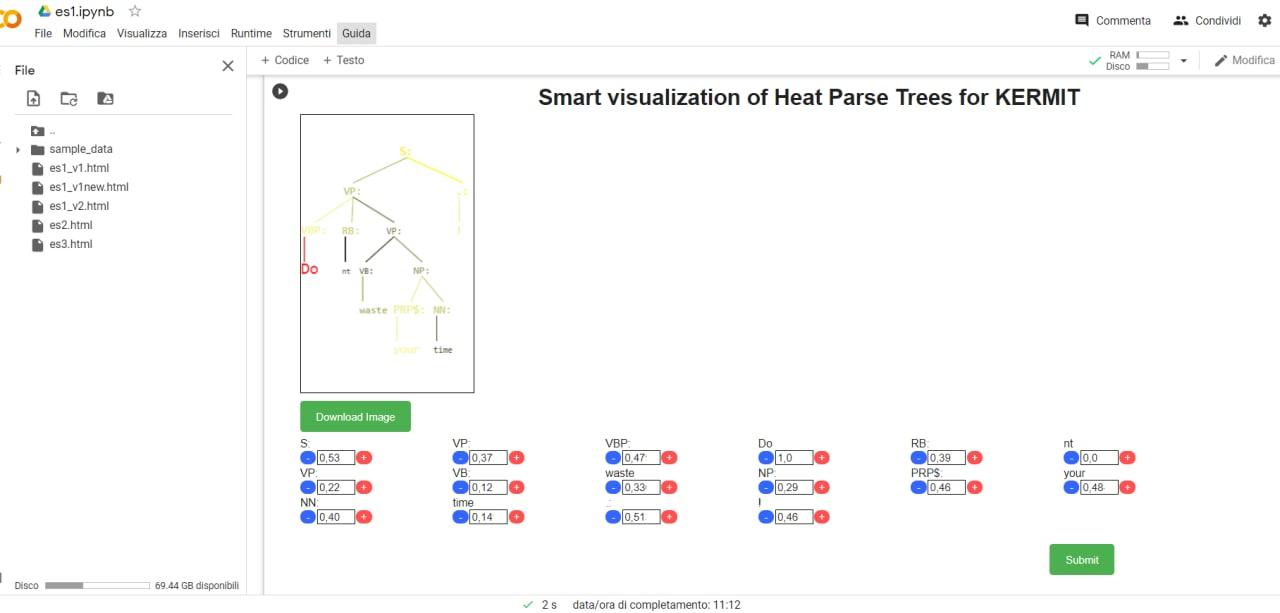 es1.ipynb
File Modifica Visualizza Inserisci Runtime Strumenti Guida
Commenta Condividi
File
+ Codice + Testo
RAM
Disco
Modifica
..
sample_data
es1_v1.html
es1_v1new.html
es1_v2.html
es2.html
es3.html
Smart visualization of Heat Parse Trees for KERMIT
S:
VP: .:
VBP: RB: VP: !
Do nt VB: NP:
waste PRP$: NN:
your time
Download Image
S: VP: VBP: Do RB: nt
- 0,53 + - 0,37 + - 0,47 + - 1,0 + - 0,39 + - 0,0 +
VP: VB: waste NP: PRP$: your
- 0,22 + - 0,12 + - 0,33 + - 0,29 + - 0,46 + - 0,48 +
NN: time .: !
- 0,40 + - 0,14 + - 0,51 + - 0,46 +
Submit
Disco 69.44 GB disponibili
2 s data/ora di completamento: 11:12